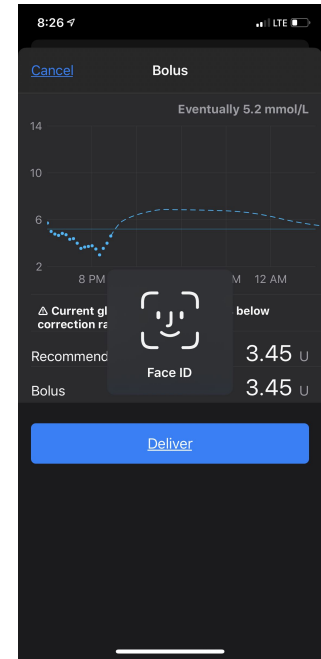 8:26
LTE
Cancel
Bolus
Eventually 5.2 mmol/L
14
10
6
2
8 PM
M
12 AM
Current gl
below
correction ra
Recommend
3.45 U
Face ID
Bolus
3.45 U
Deliver